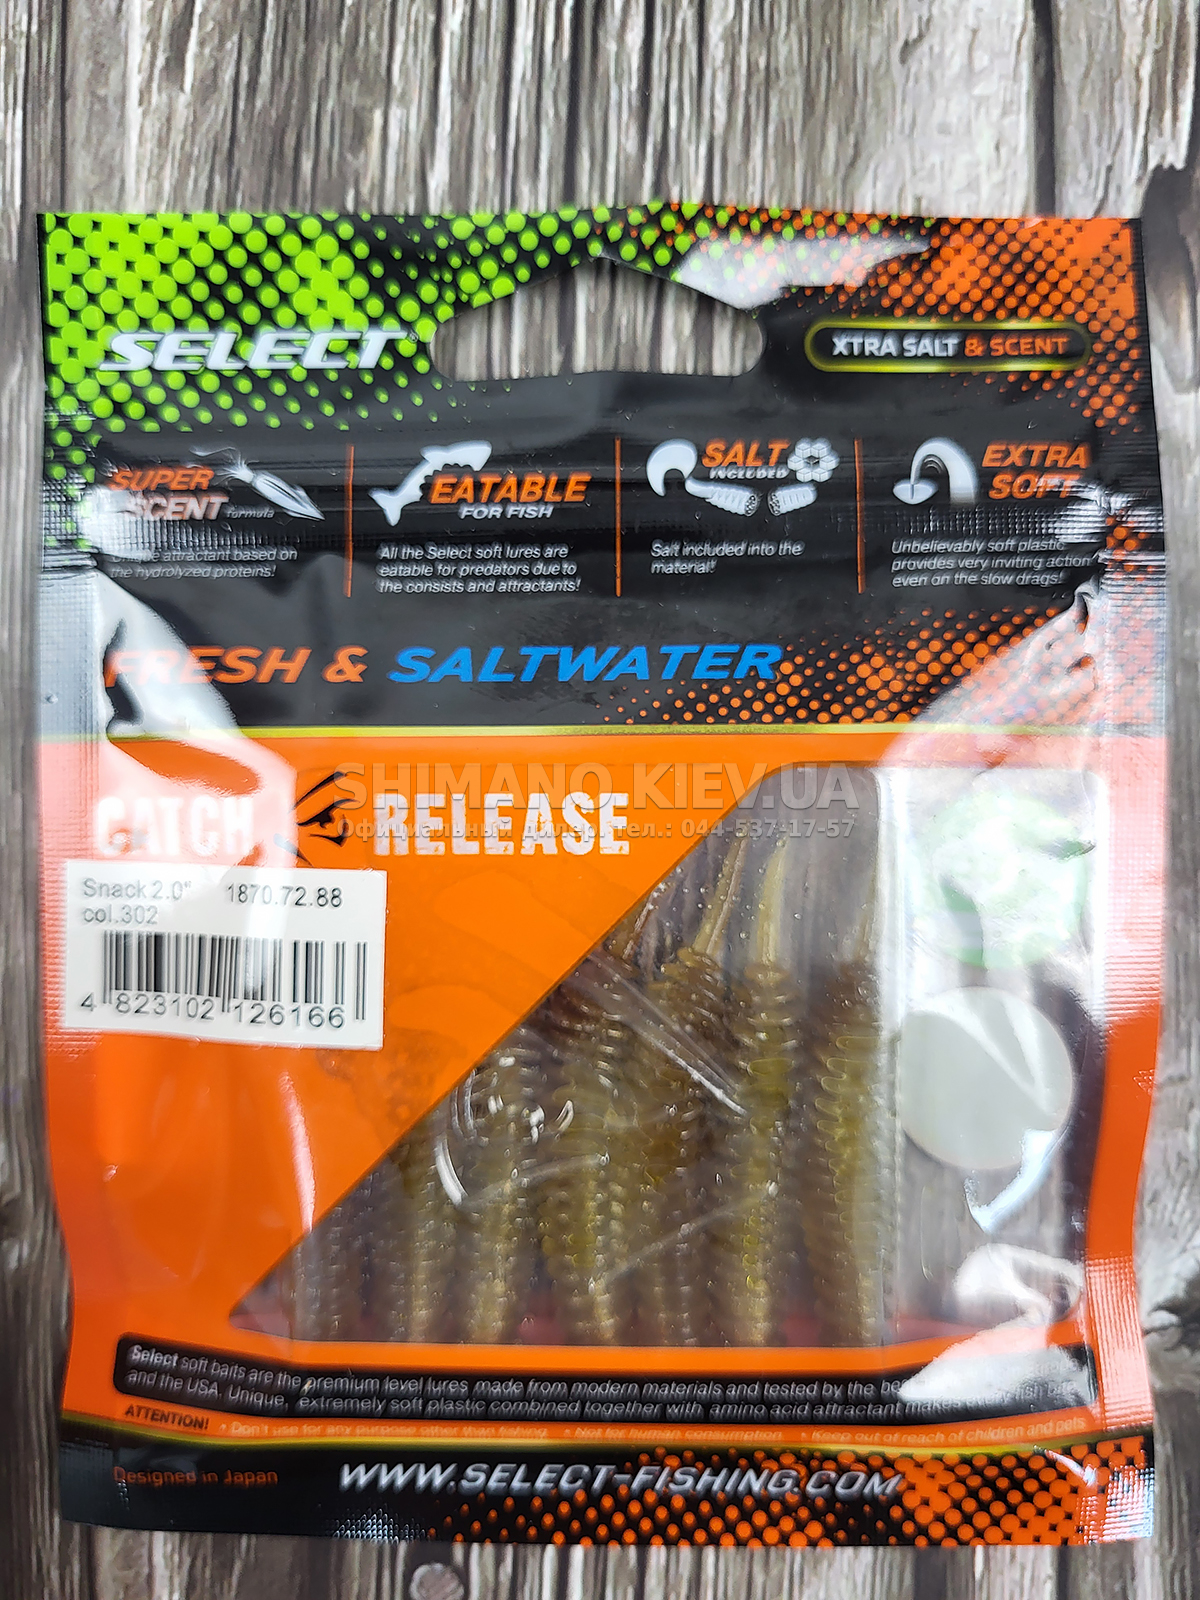 SELECT®
XTRA SALT & SCENT
SUPER
SCENT formula
attractant based on
the hydrolyzed proteins!
EATABLE
FOR FISH
All the Select soft lures are
eatable for predators due to
the consists and attractants!
SALT
INCLUDED
Salt included into the
material!
EXTRA
SOFT
Unbelievably soft plastic
provides very inviting action
even on the slow drags!
FRESH & SALTWATER
SHIMANO.KIEV.UA
Официальный дилер, тел.: 044-537-17-57
CATCH RELEASE
Snack 2.0" 1870.72.88
col.302
4 823102 126166
Select soft baits are the premium level lures made from modern materials and tested by the
and the USA. Unique, extremely soft plastic combined together with amino acid attractant makes fish bite
ATTENTION! • Don't use for any purpose other than fishing • Not for human consumption • Keep out of reach of children and pets
Designed in Japan
WWW.SELECT-FISHING.COM